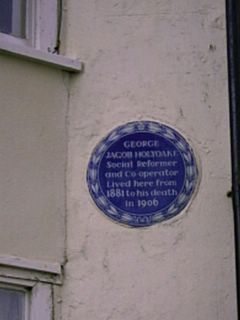 GEORGE
JACOB HOLYOAKE
Social Reformer
and Co-operator
Lived here from
1881 to his death
in 1906